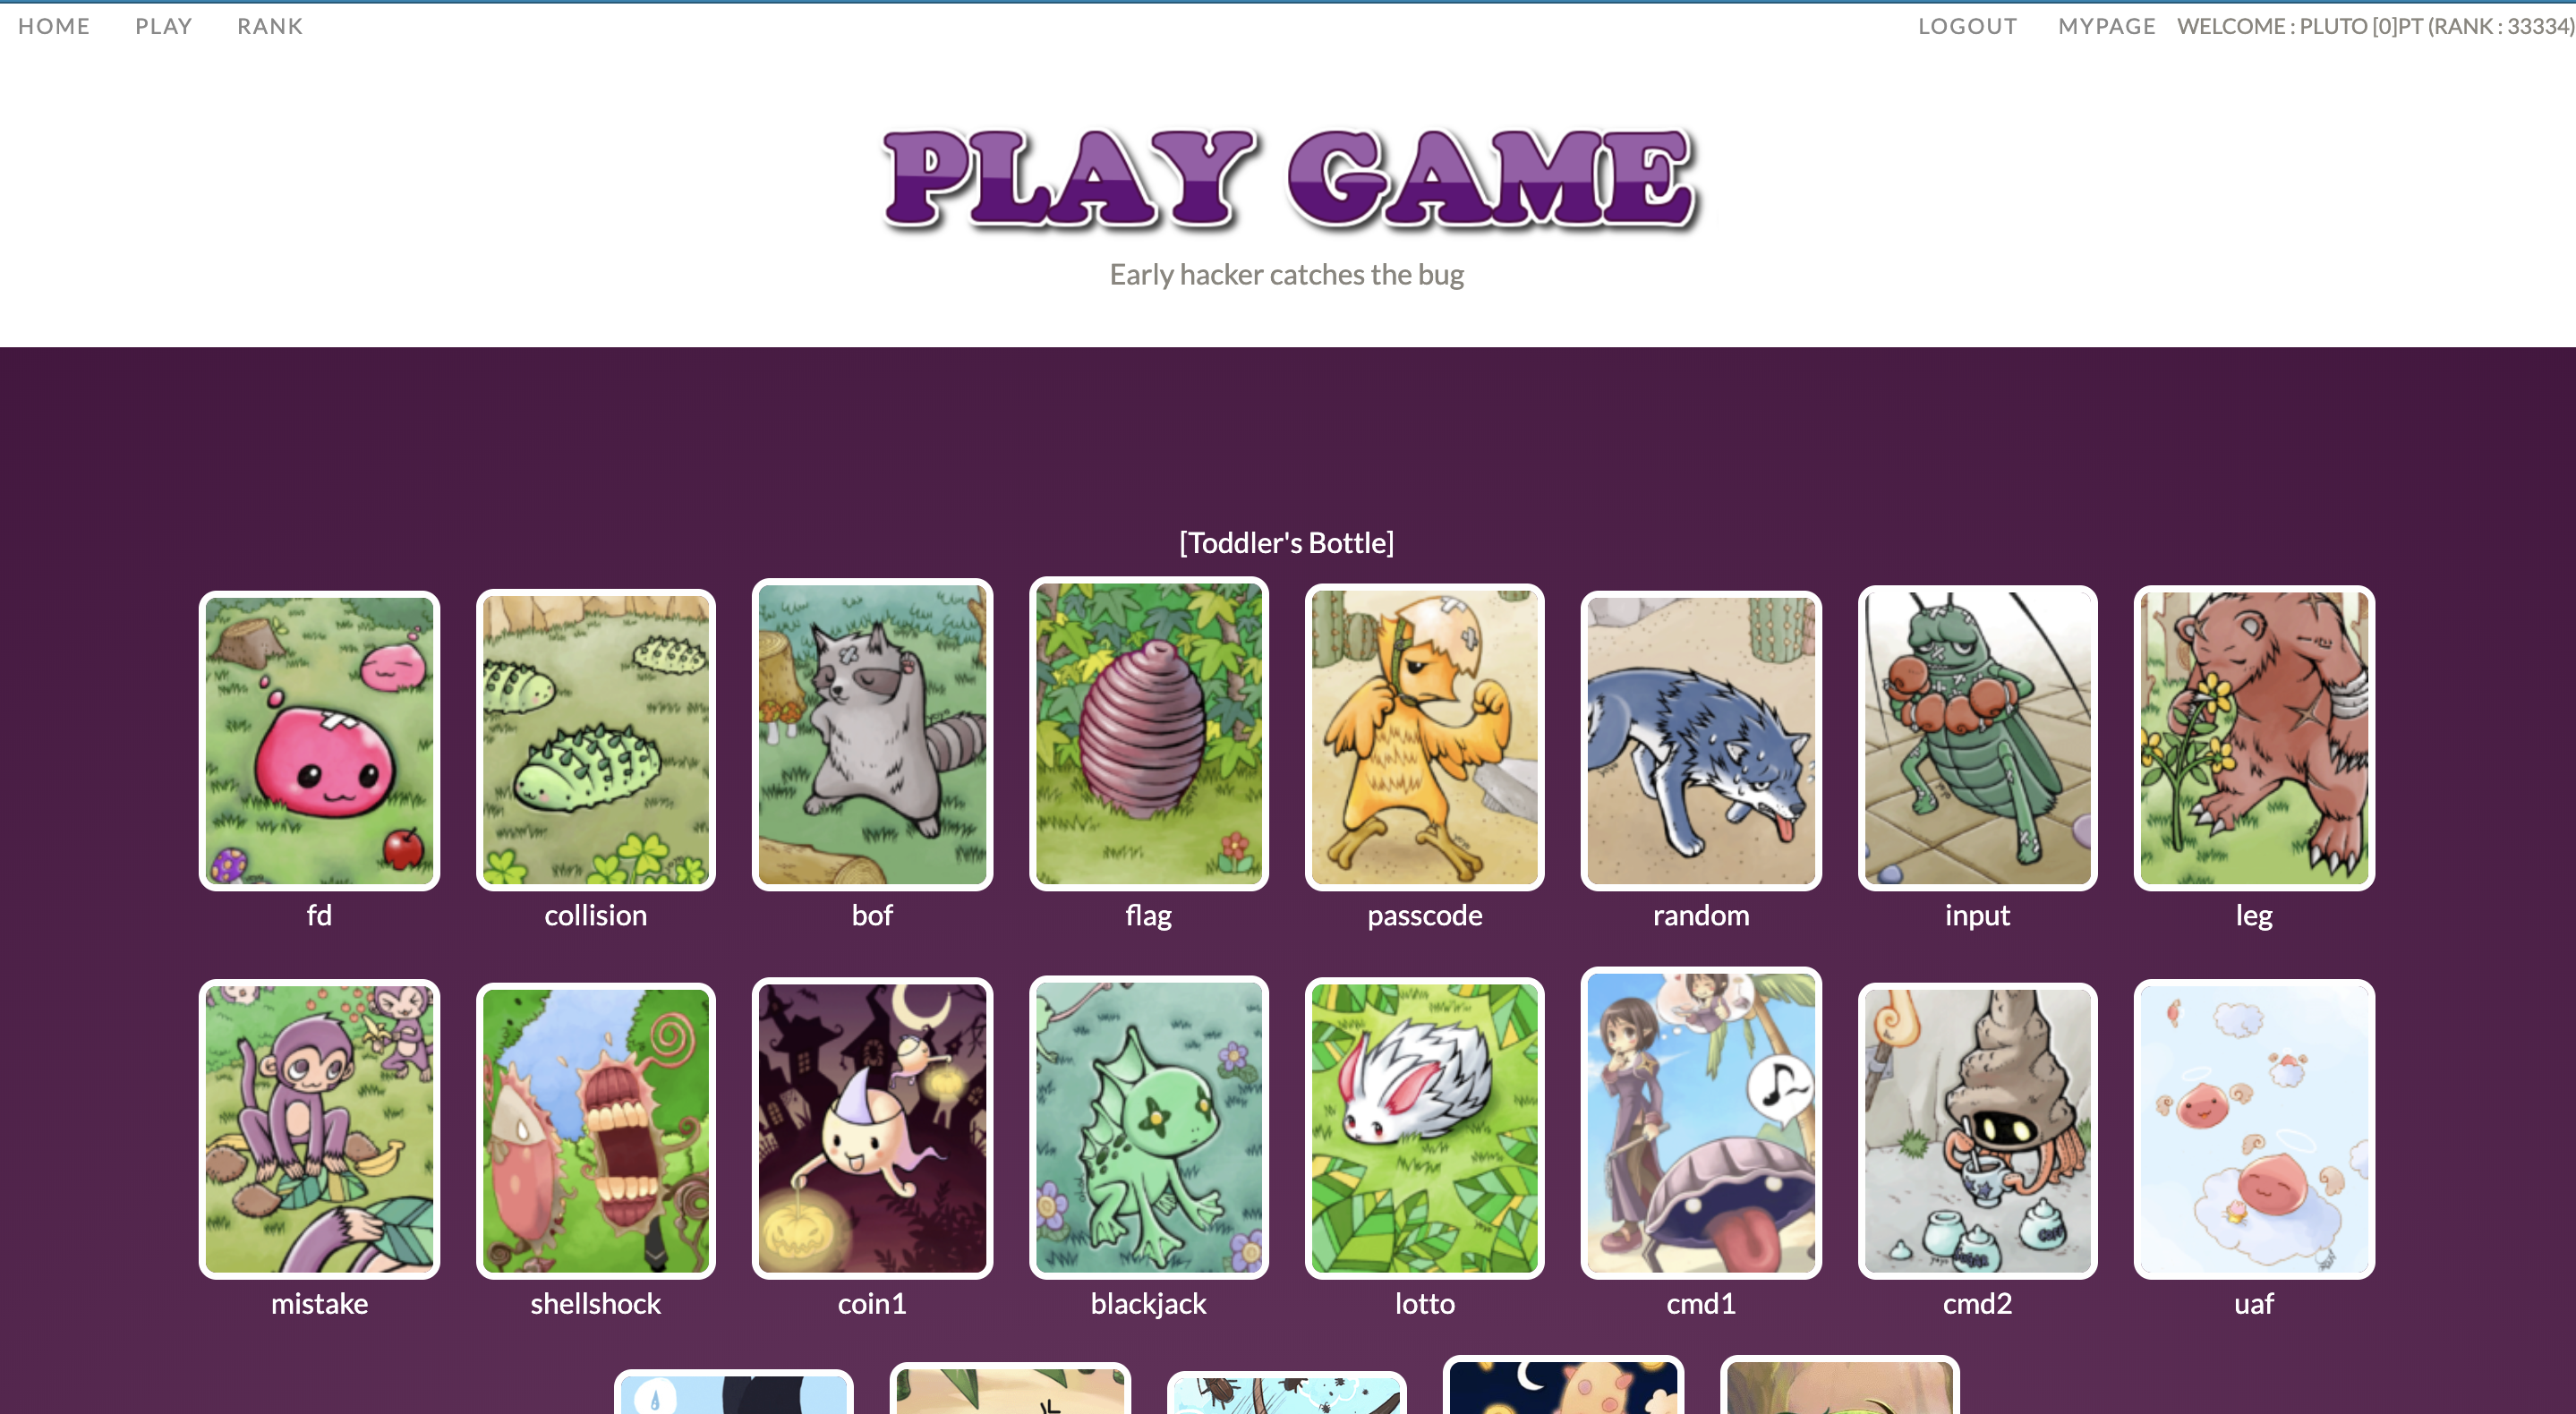 HOME PLAY RANK LOGOUT MYPAGE WELCOME : PLUTO [0]PT (RANK : 33334)
PLAY GAME
Early hacker catches the bug
[Toddler's Bottle]
fd collision bof flag passcode random input leg
mistake shellshock coin1 blackjack lotto cmd1 cmd2 uaf